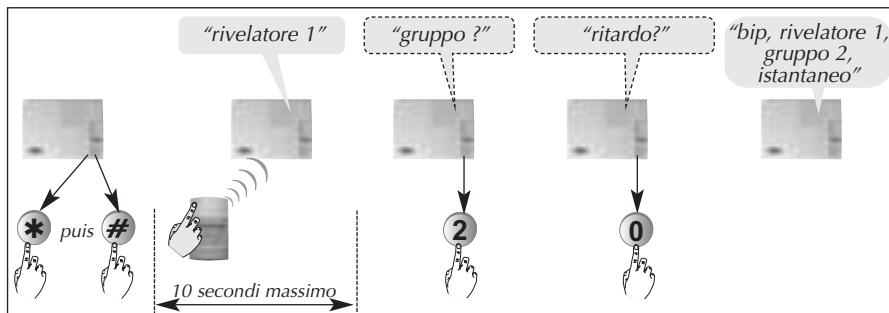 “rivelatore 1”
“gruppo ?”
“ritardo?”
“bip, rivelatore 1,
gruppo 2,
istantaneo”
* puis #
2
0
10 secondi massimo